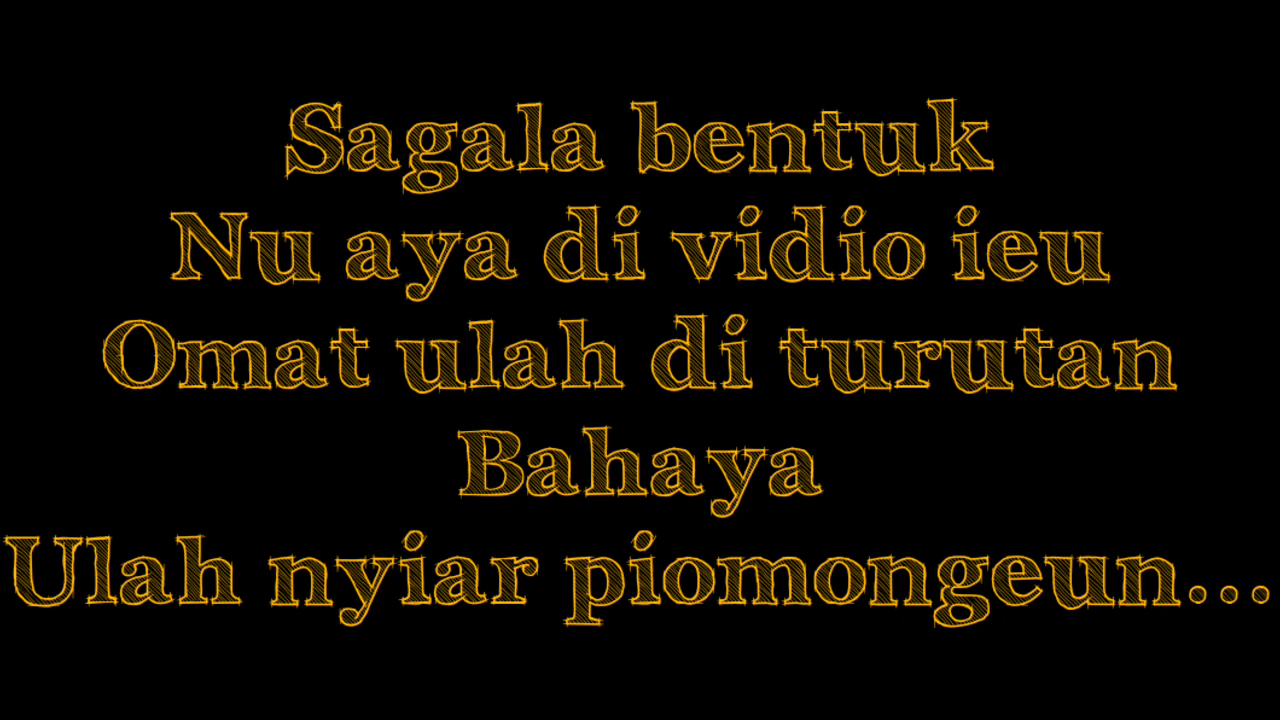 Sagala bentuk
Nu aya di vidio ieu
Omat ulah di turutan
Bahaya
Ulah nyiar piomongeun...